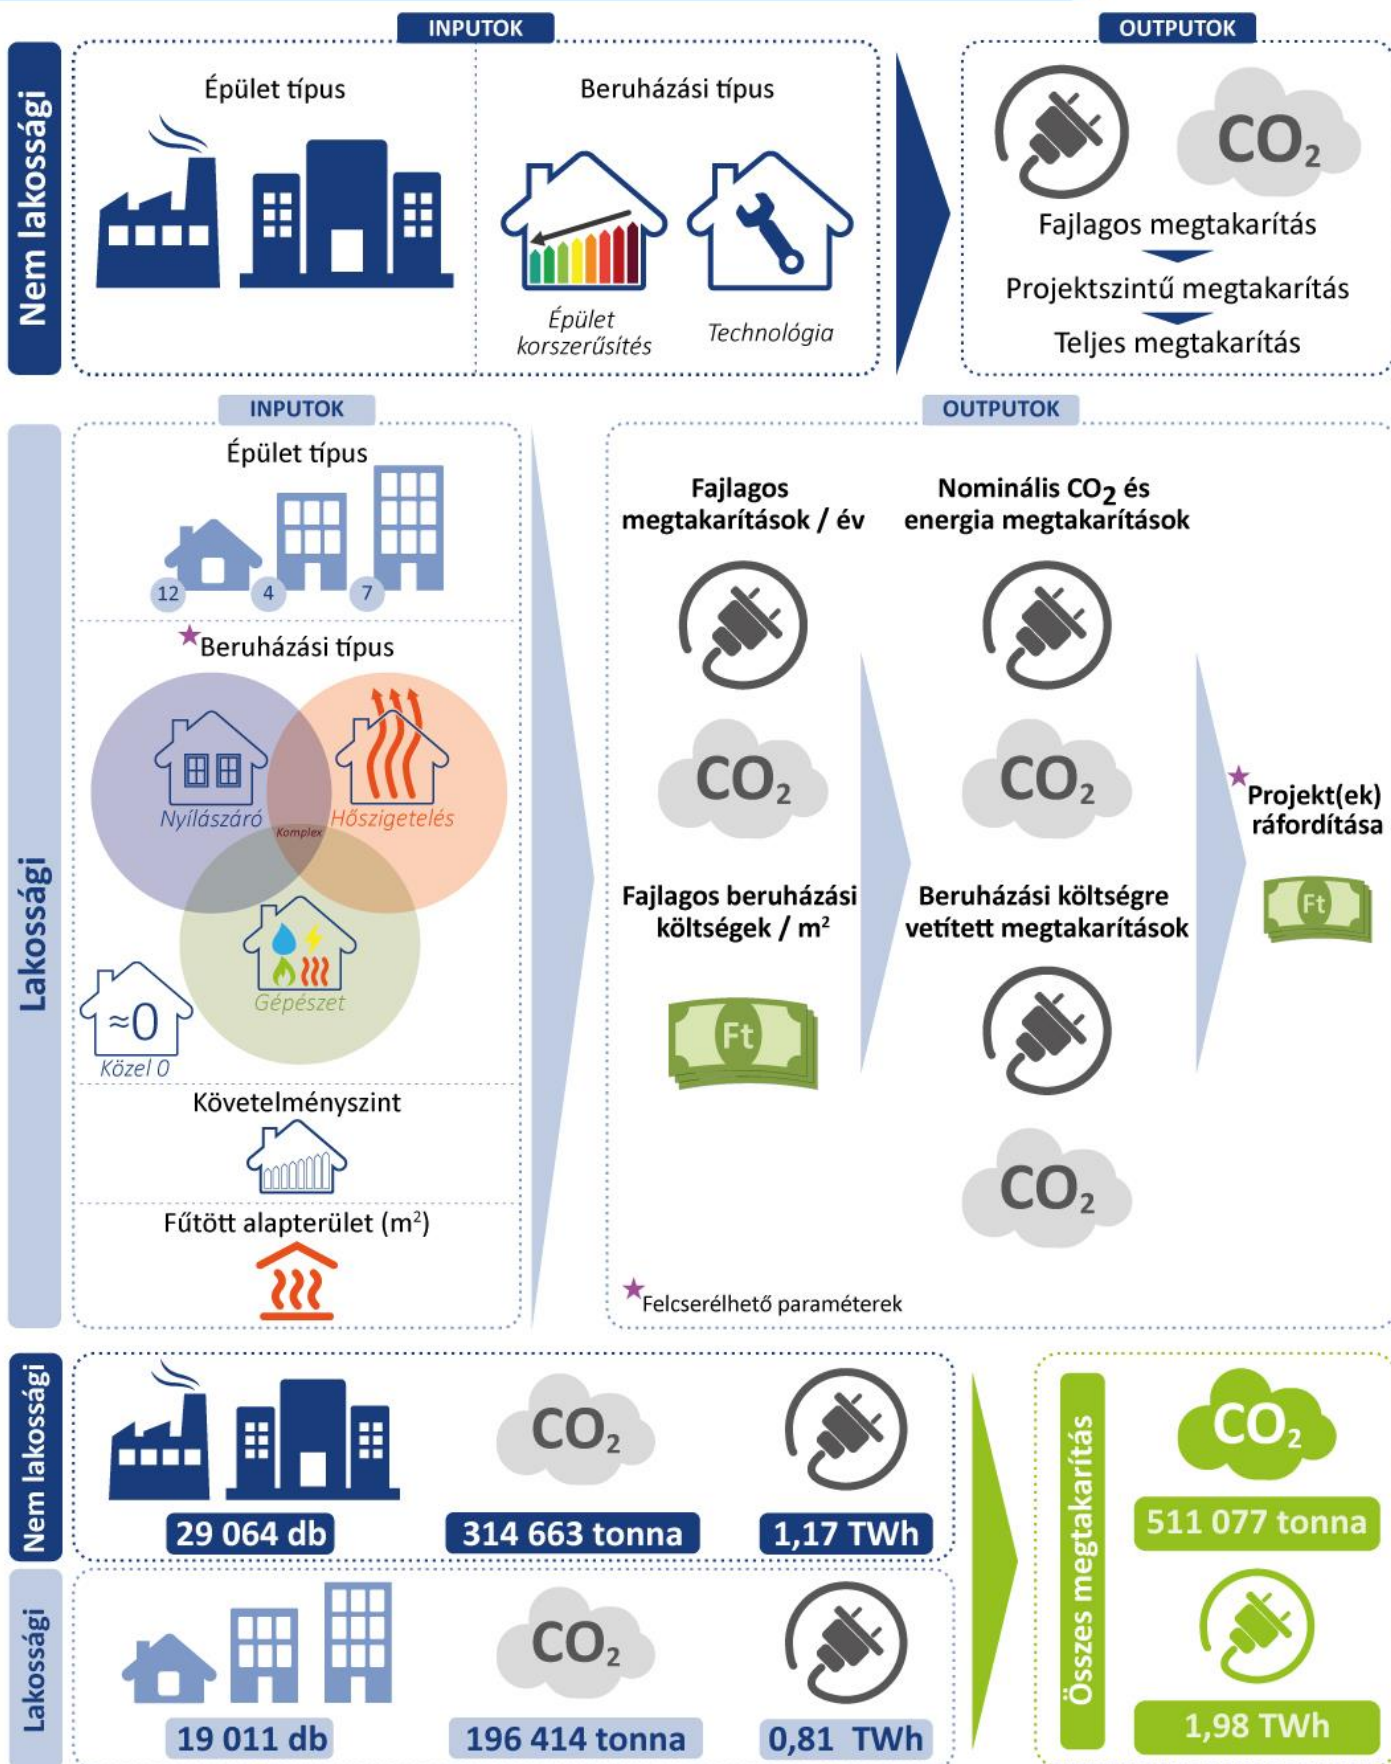 INPUTOK
OUTPUTOK
Nem lakossági
Épület típus
Beruházási típus
Épület
korszerűsítés
Technológia
CO₂
Fajlagos megtakarítás
Projektszintű megtakarítás
Teljes megtakarítás
INPUTOK
OUTPUTOK
Lakossági
Épület típus
12
4
7
Beruházási típus
Nyílászáró
Hőszigetelés
Komplex
Gépészet
≈0
Közel 0
Követelményszint
Fűtött alapterület (m²)
Fajlagos
megtakarítások / év
CO₂
Fajlagos beruházási
költségek / m²
Ft
Nominális CO₂ és
energia megtakarítások
CO₂
Beruházási költségre
vetített megtakarítások
CO₂
Projekt(ek)
ráfordítása
Ft
Felcserélhető paraméterek
Nem lakossági
CO₂
29 064 db
314 663 tonna
1,17 TWh
Lakossági
CO₂
19 011 db
196 414 tonna
0,81 TWh
Összes megtakarítás
CO₂
511 077 tonna
1,98 TWh